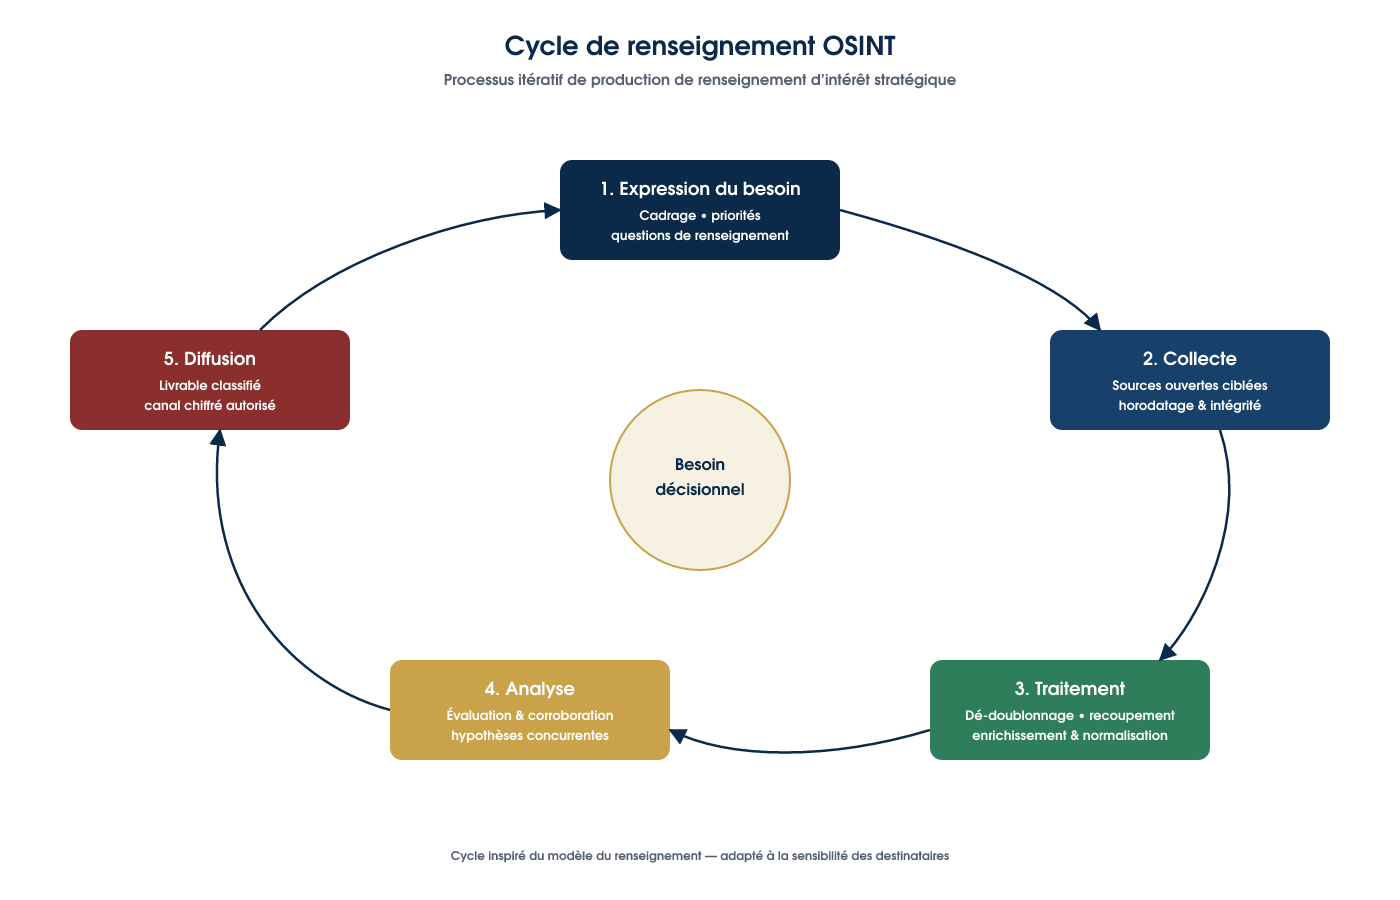 Cycle de renseignement OSINT
Processus itératif de production de renseignement d’intérêt stratégique
1. Expression du besoin
Cadrage • priorités
questions de renseignement
2. Collecte
Sources ouvertes ciblées
horodatage & intégrité
3. Traitement
Dé-doublonnage • recoupement
enrichissement & normalisation
4. Analyse
Évaluation & corroboration
hypothèses concurrentes
5. Diffusion
Livrable classifié
canal chiffré autorisé
Besoin
décisionnel
Cycle inspiré du modèle du renseignement — adapté à la sensibilité des destinataires